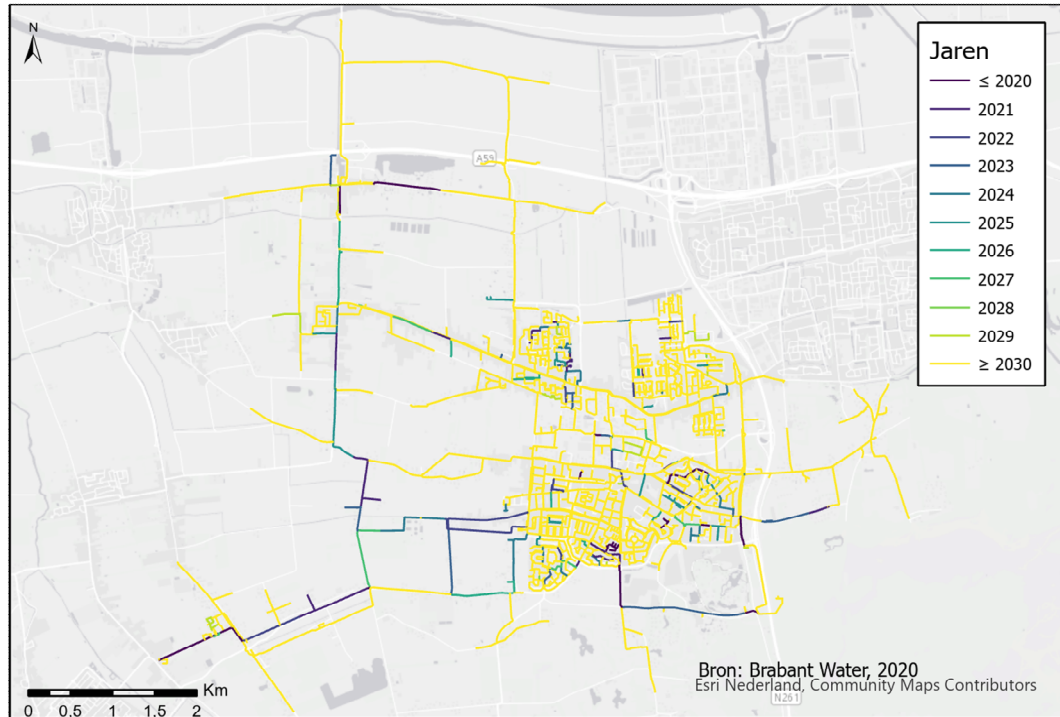 N
Jaren
≤ 2020
2021
2022
2023
2024
2025
2026
2027
2028
2029
≥ 2030
A59
Bron: Brabant Water, 2020
Esri Nederland, Community Maps Contributors
N261
Km
0 0.5 1 1.5 2